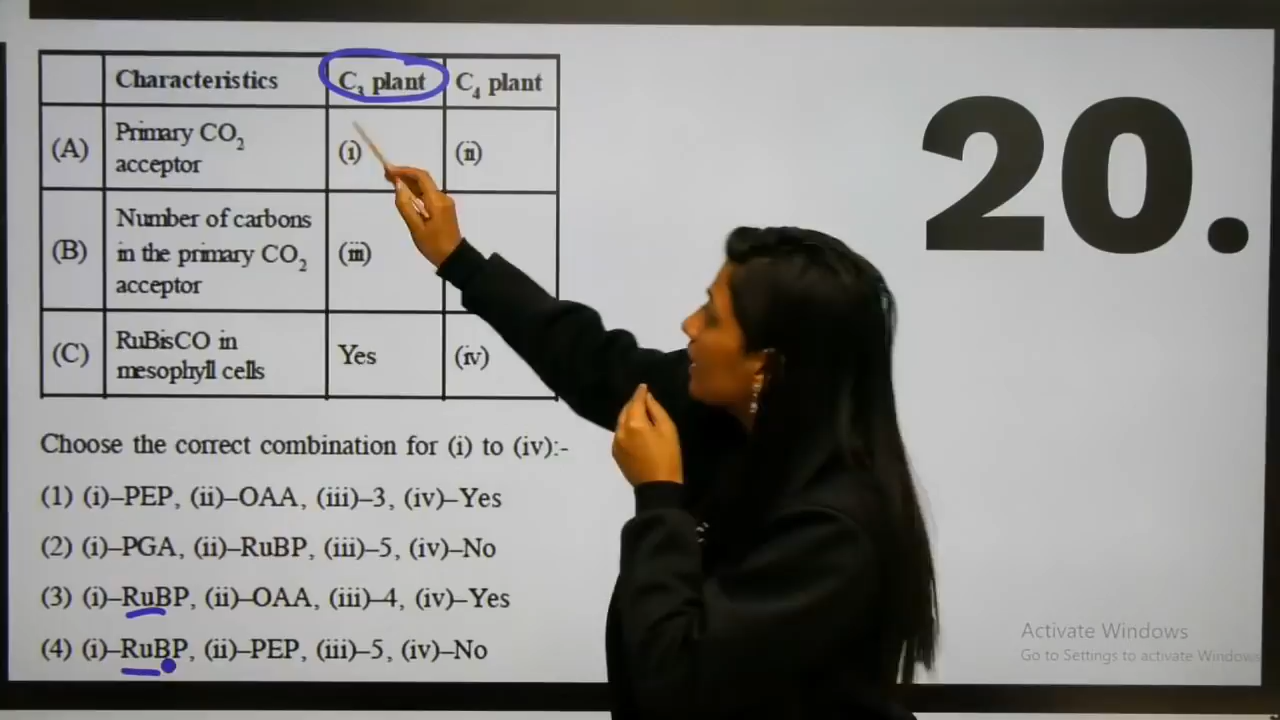 Characteristics C₃ plant C₄ plant
(A) Primary CO₂ acceptor (i) (ii)
(B) Number of carbons in the primary CO₂ acceptor (iii)
(C) RuBisCO in mesophyll cells Yes (iv)
Choose the correct combination for (i) to (iv):-
(1) (i)–PEP, (ii)–OAA, (iii)–3, (iv)–Yes
(2) (i)–PGA, (ii)–RuBP, (iii)–5, (iv)–No
(3) (i)–RuBP, (ii)–OAA, (iii)–4, (iv)–Yes
(4) (i)–RuBP, (ii)–PEP, (iii)–5, (iv)–No
20.
Activate Windows
Go to Settings to activate Windows